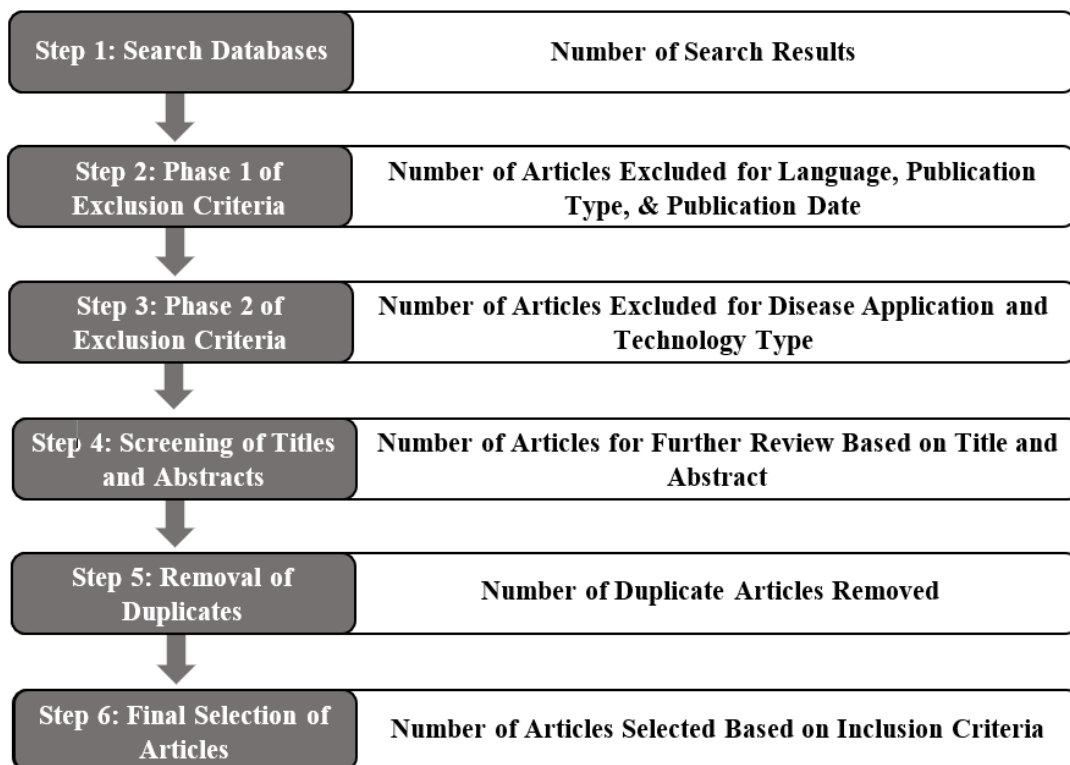 Step 1: Search Databases
Number of Search Results
Step 2: Phase 1 of
Exclusion Criteria
Number of Articles Excluded for Language, Publication
Type, & Publication Date
Step 3: Phase 2 of
Exclusion Criteria
Number of Articles Excluded for Disease Application and
Technology Type
Step 4: Screening of Titles
and Abstracts
Number of Articles for Further Review Based on Title and
Abstract
Step 5: Removal of
Duplicates
Number of Duplicate Articles Removed
Step 6: Final Selection of
Articles
Number of Articles Selected Based on Inclusion Criteria